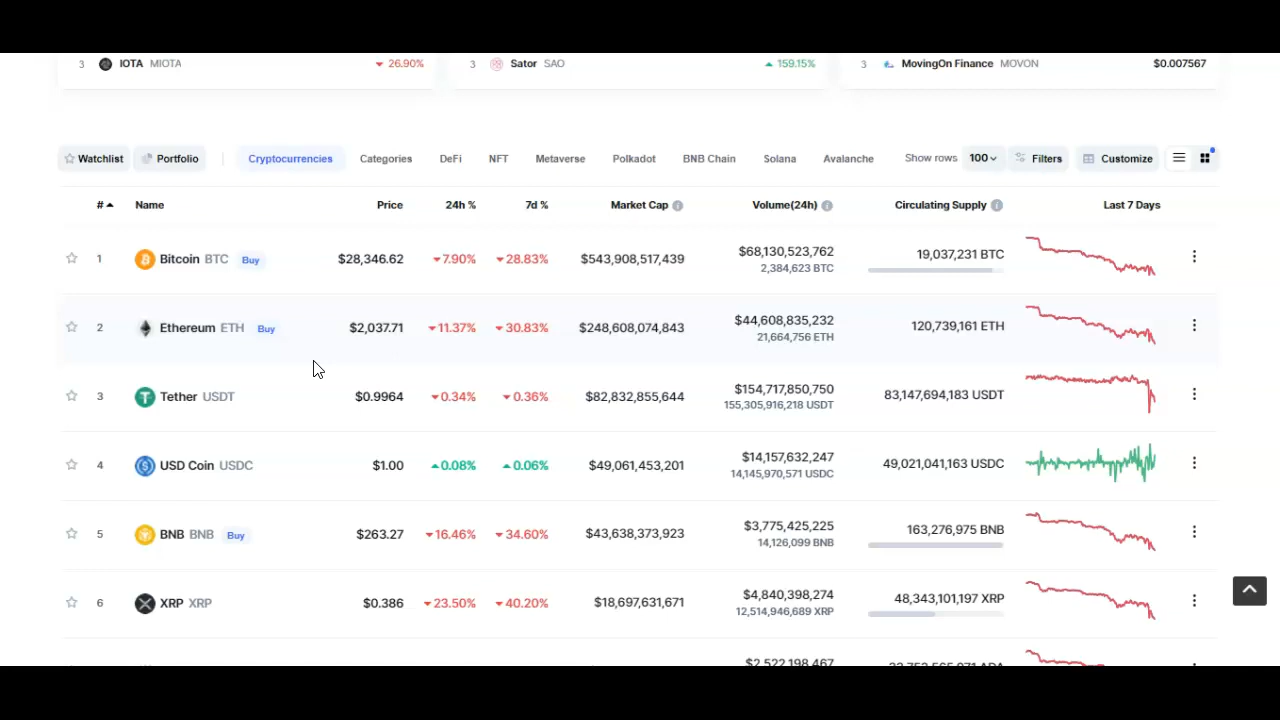 3 IOTA MIOTA 26.90% 3 Sator SAO 159.15% 3 MovingOn Finance MOVON $0.007567
Watchlist Portfolio Cryptocurrencies Categories DeFi NFT Metaverse Polkadot BNB Chain Solana Avalanche Show rows 100 Filters Customize
# Name Price 24h % 7d % Market Cap Volume(24h) Circulating Supply Last 7 Days
1 Bitcoin BTC Buy $28,346.62 7.90% 28.83% $543,908,517,439 $68,130,523,762 19,037,231 BTC
2,384,623 BTC
2 Ethereum ETH Buy $2,037.71 11.37% 30.83% $248,608,074,843 $44,608,835,232 120,739,161 ETH
21,664,756 ETH
3 Tether USDT $0.9964 0.34% 0.36% $82,832,855,644 $154,717,850,750 83,147,694,183 USDT
155,305,916,218 USDT
4 USD Coin USDC $1.00 0.08% 0.06% $49,061,453,201 $14,157,632,247 49,021,041,163 USDC
14,145,970,571 USDC
5 BNB BNB Buy $263.27 16.46% 34.60% $43,638,373,923 $3,775,425,225 163,276,975 BNB
14,126,099 BNB
6 XRP XRP $0.386 23.50% 40.20% $18,697,631,671 $4,840,398,274 48,343,101,197 XRP
12,514,946,689 XRP
$2,522,198,467